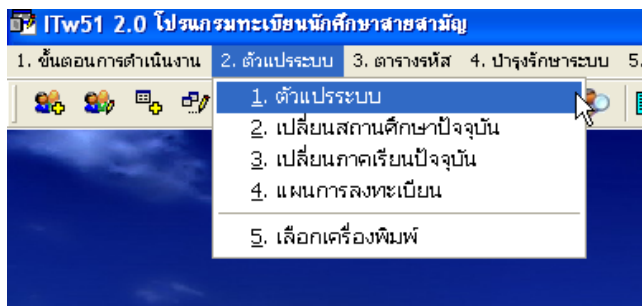 ITw51 2.0 โปรแกรมทะเบียนนักศึกษาสายสามัญ
1. ขั้นตอนการดำเนินงาน 2. ตัวแปรระบบ 3. ตารางรหัส 4. บำรุงรักษาระบบ 5.
1. ตัวแปรระบบ
2. เปลี่ยนสถานศึกษาปัจจุบัน
3. เปลี่ยนภาคเรียนปัจจุบัน
4. แผนการลงทะเบียน
5. เลือกเครื่องพิมพ์